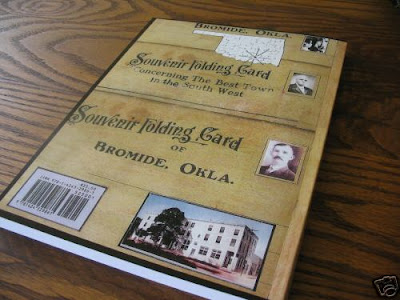 BROMIDE, OKLA.
Souvenir Folding Card
Concerning The Best Town
in the South West
Souvenir Folding Card
OF
BROMIDE, OKLA.